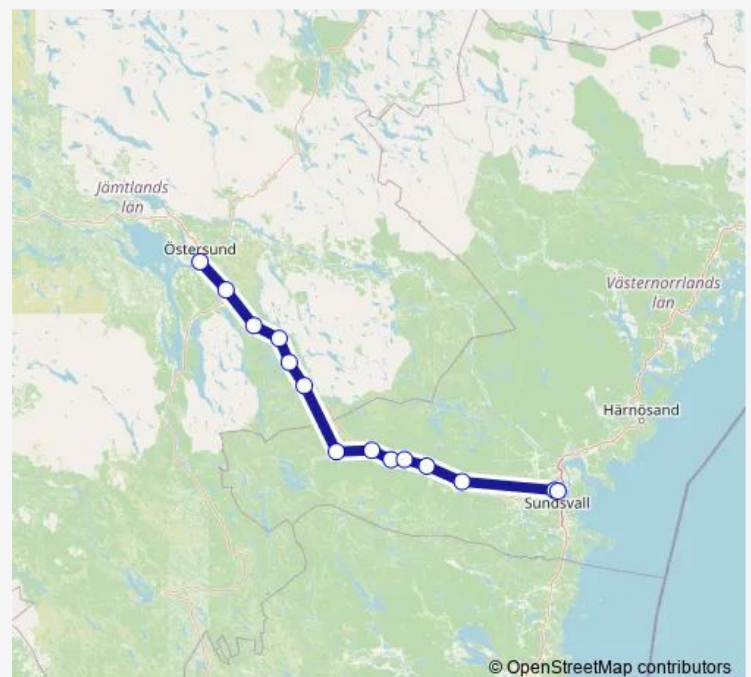 Jämtlands
län
Östersund
Västernorrlands
län
Härnösand
Sundsvall
© OpenStreetMap contributors